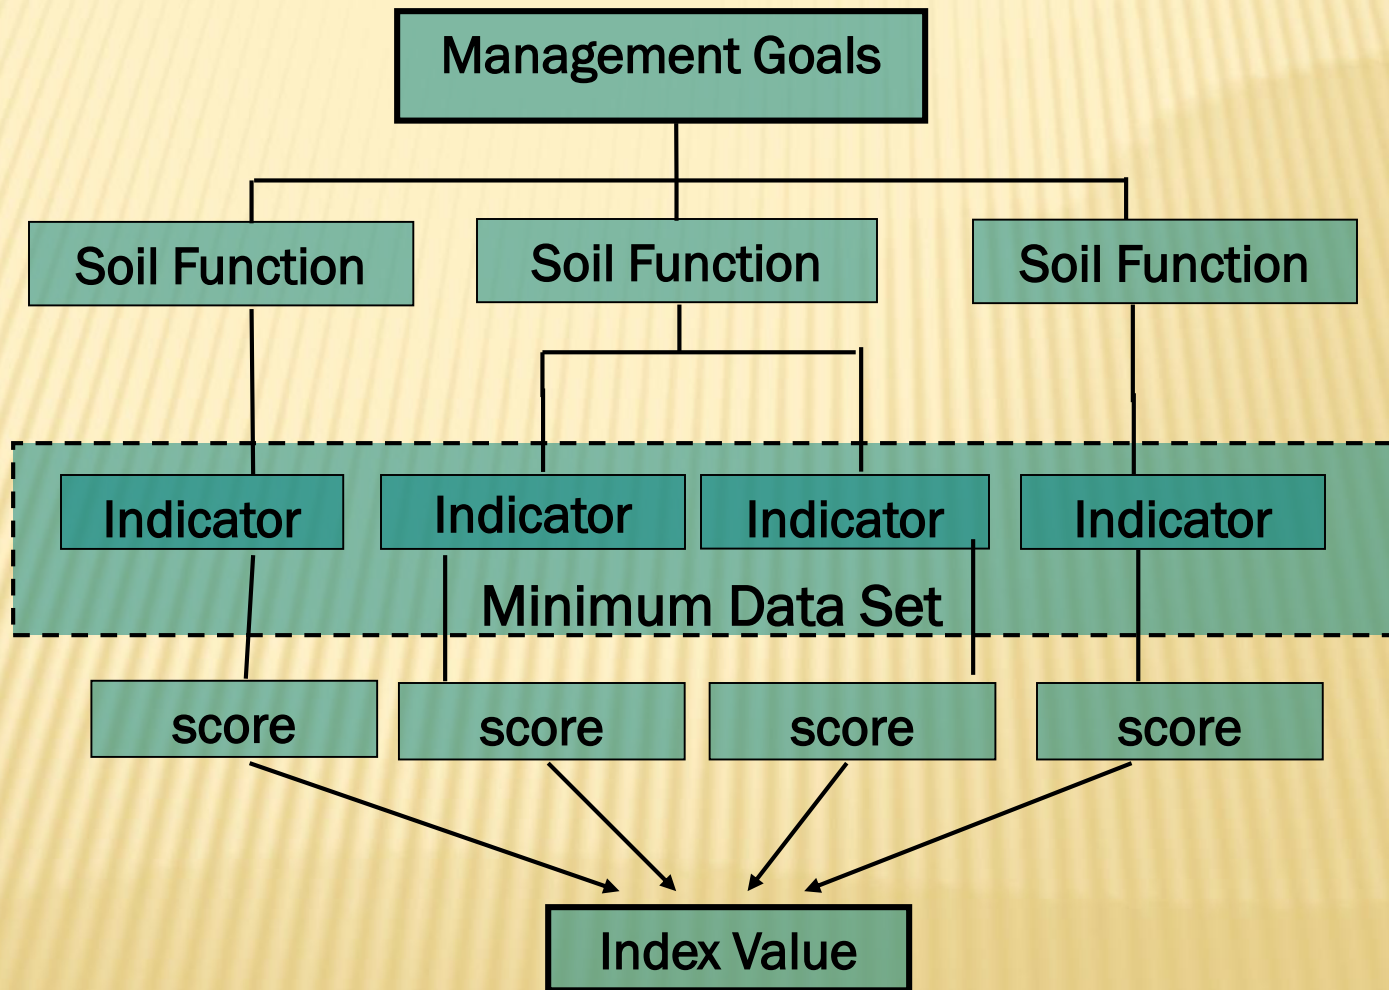 Management Goals
Soil Function
Soil Function
Soil Function
Indicator
Indicator
Indicator
Indicator
Minimum Data Set
score
score
score
score
Index Value